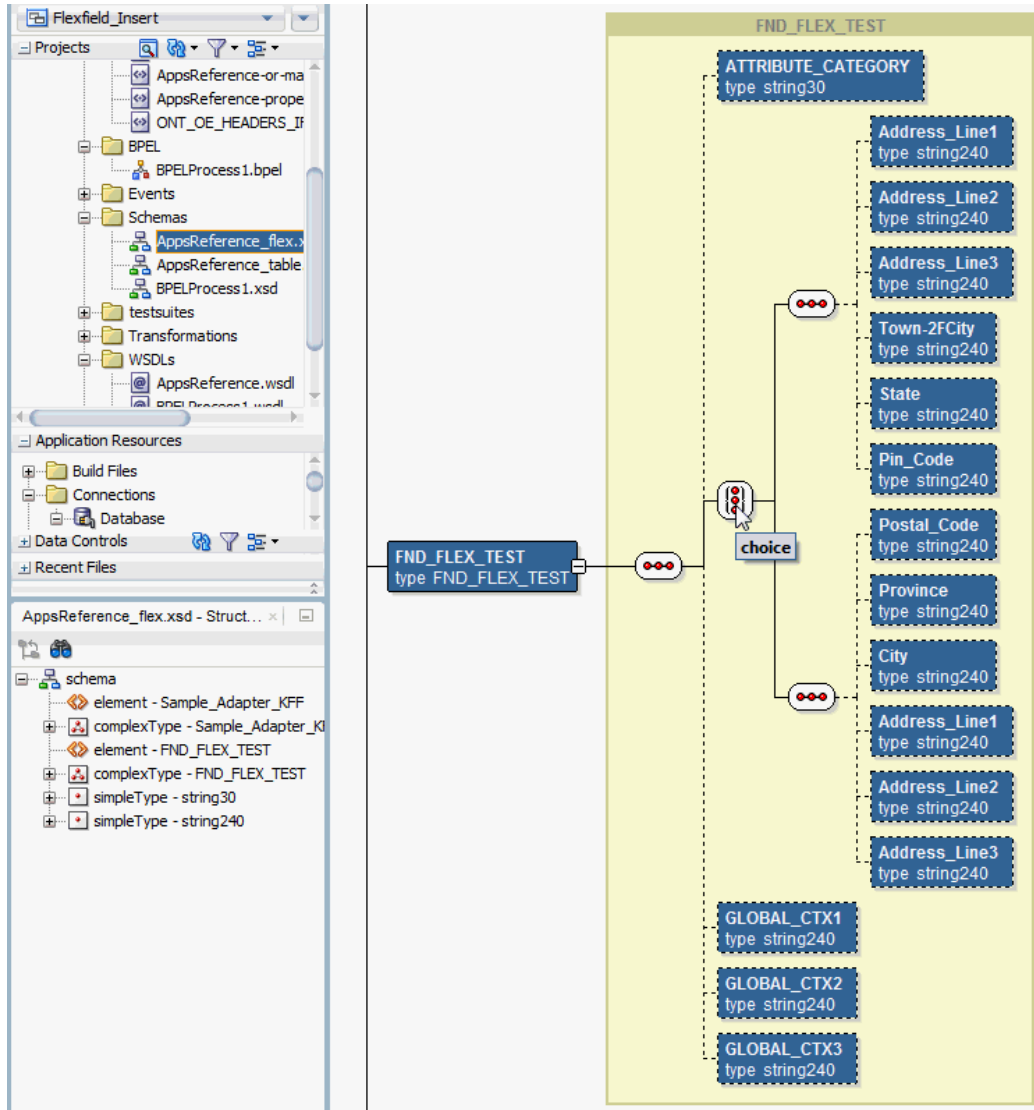 Flexfield_Insert
Projects
AppsReference-or-ma
AppsReference-prope
ONT_OE_HEADERS_IF
BPEL
BPELProcess1.bpel
Events
Schemas
AppsReference_flex.x
AppsReference_table
BPELProcess1.xsd
testsuites
Transformations
WSDLs
AppsReference.wsdl
BPELProcess1.wsdl
Application Resources
Build Files
Connections
Database
Data Controls
Recent Files
AppsReference_flex.xsd - Struct...
schema
element - Sample_Adapter_KFF
complexType - Sample_Adapter_KF
element - FND_FLEX_TEST
complexType - FND_FLEX_TEST
simpleType - string30
simpleType - string240
FND_FLEX_TEST
type FND_FLEX_TEST
FND_FLEX_TEST
ATTRIBUTE_CATEGORY
type string30
choice
Address_Line1
type string240
Address_Line2
type string240
Address_Line3
type string240
Town-2FCity
type string240
State
type string240
Pin_Code
type string240
Postal_Code
type string240
Province
type string240
City
type string240
Address_Line1
type string240
Address_Line2
type string240
Address_Line3
type string240
GLOBAL_CTX1
type string240
GLOBAL_CTX2
type string240
GLOBAL_CTX3
type string240